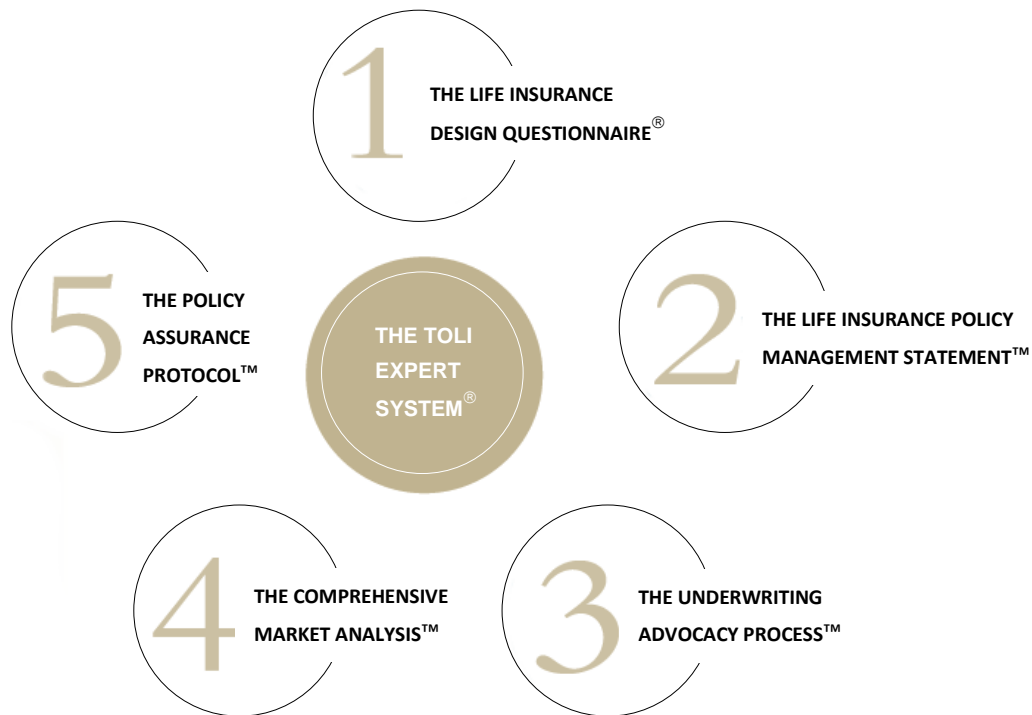 1
THE LIFE INSURANCE
DESIGN QUESTIONNAIRE®
2
THE LIFE INSURANCE POLICY
MANAGEMENT STATEMENT™
3
THE UNDERWRITING
ADVOCACY PROCESS™
4
THE COMPREHENSIVE
MARKET ANALYSIS™
5
THE POLICY
ASSURANCE
PROTOCOL™
THE TOLI
EXPERT
SYSTEM®